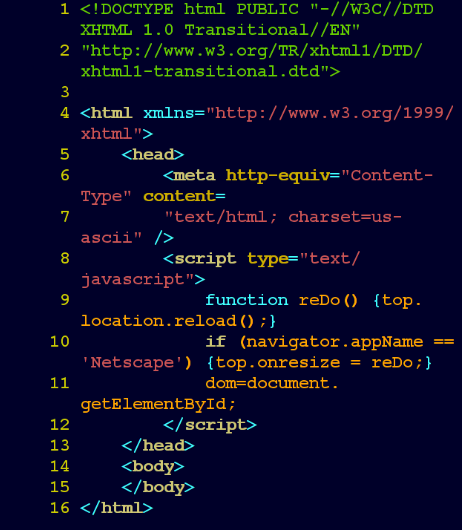 1 <!DOCTYPE html PUBLIC "-//W3C//DTD
XHTML 1.0 Transitional//EN"
2 "http://www.w3.org/TR/xhtml1/DTD/
xhtml1-transitional.dtd">
3
4 <html xmlns="http://www.w3.org/1999/
xhtml">
5 <head>
6 <meta http-equiv="Content-
Type" content=
7 "text/html; charset=us-
ascii" />
8 <script type="text/
javascript">
9 function reDo() {top.
location.reload();}
10 if (navigator.appName ==
'Netscape') {top.onresize = reDo;}
11 dom=document.
getElementById;
12 </script>
13 </head>
14 <body>
15 </body>
16 </html>